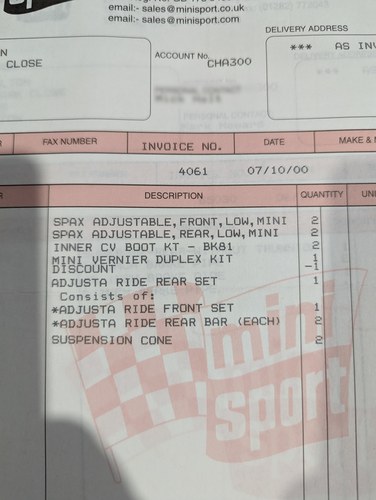 email:- sales@minisport.co.uk
email:- sales@minisport.com
DELIVERY ADDRESS
N
CLOSE
ACCOUNT No.
CHA300
*** AS INV
FAX NUMBER
INVOICE NO.
DATE
MAKE &
4061
07/10/00
DESCRIPTION
QUANTITY
SPAX ADJUSTABLE,FRONT,LOW,MINI 2
SPAX ADJUSTABLE,REAR,LOW,MINI 2
INNER CV BOOT KT - BK81 2
MINI VERNIER DUPLEX KIT 1
DISCOUNT -1
ADJUSTA RIDE REAR SET 1
Consists of:
*ADJUSTA RIDE FRONT SET 1
*ADJUSTA RIDE REAR BAR (EACH) 2
SUSPENSION CONE 2
mini
sport